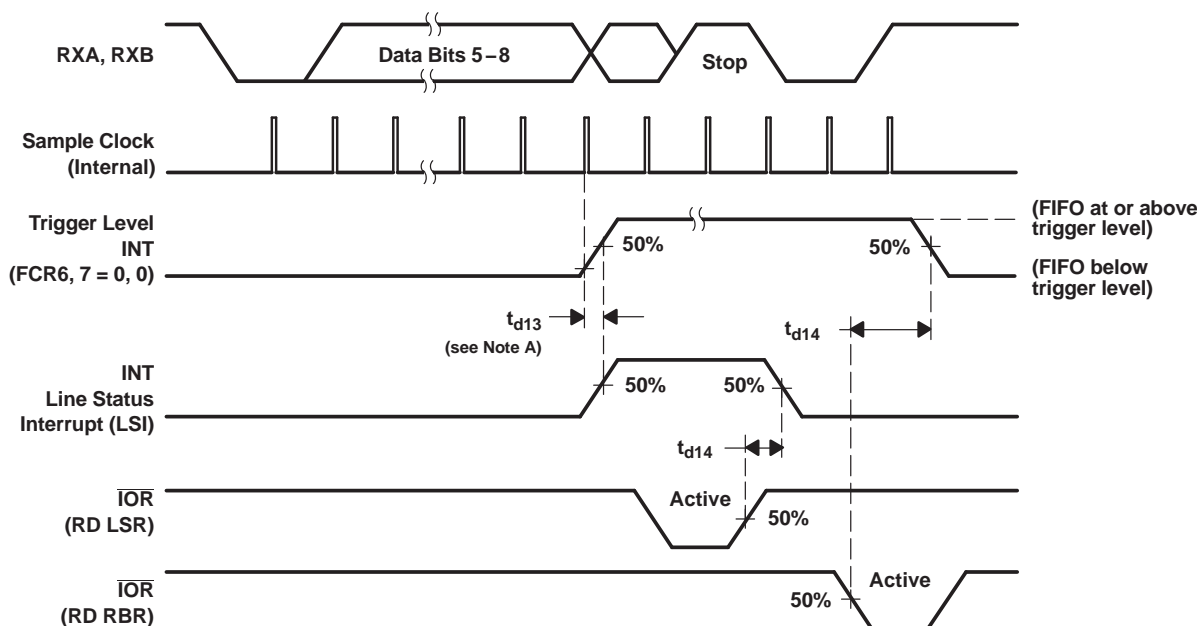 RXA, RXB
Data Bits 5–8
Stop
Sample Clock
(Internal)
Trigger Level
INT
(FCR6, 7 = 0, 0)
50%
50%
(FIFO at or above
trigger level)
(FIFO below
trigger level)
td13
(see Note A)
td14
INT
Line Status
Interrupt (LSI)
50%
50%
td14
IOR
(RD LSR)
Active
50%
IOR
(RD RBR)
50%
Active